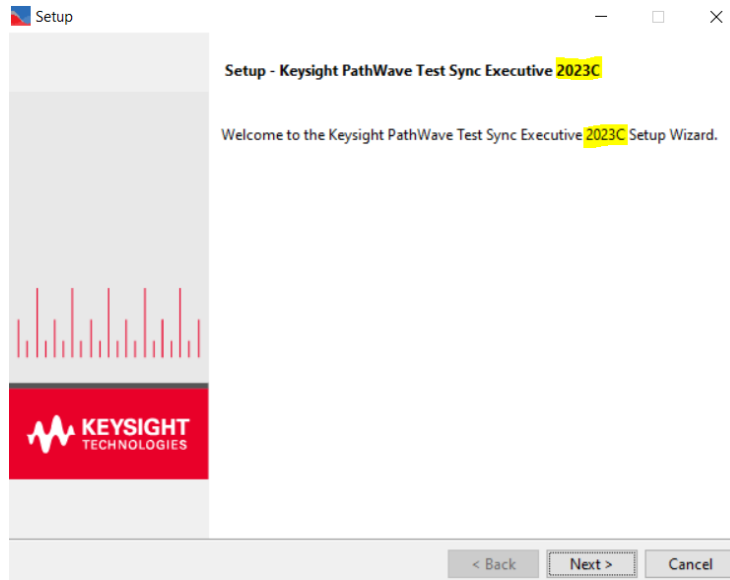 Setup
Setup - Keysight PathWave Test Sync Executive 2023C
Welcome to the Keysight PathWave Test Sync Executive 2023C Setup Wizard.
KEYSIGHT
TECHNOLOGIES
< Back
Next >
Cancel